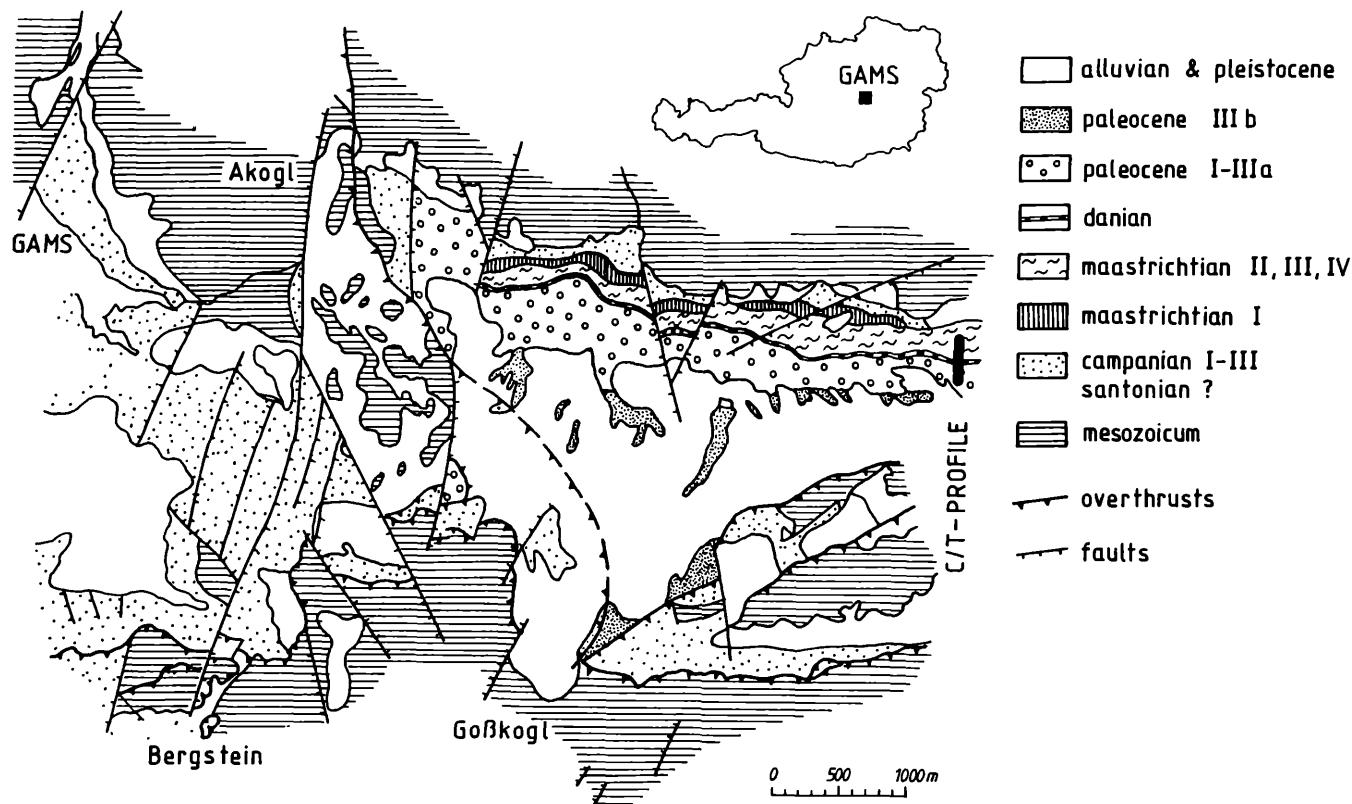 GAMS
alluvian & pleistocene
paleocene III b
paleocene I-IIIa
danian
maastrichtian II, III, IV
maastrichtian I
campanian I-III
santonian ?
mesozoicum
overthrusts
faults
Akogl
GAMS
C/T-PROFILE
Goßkogl
Bergstein
0 500 1000 m